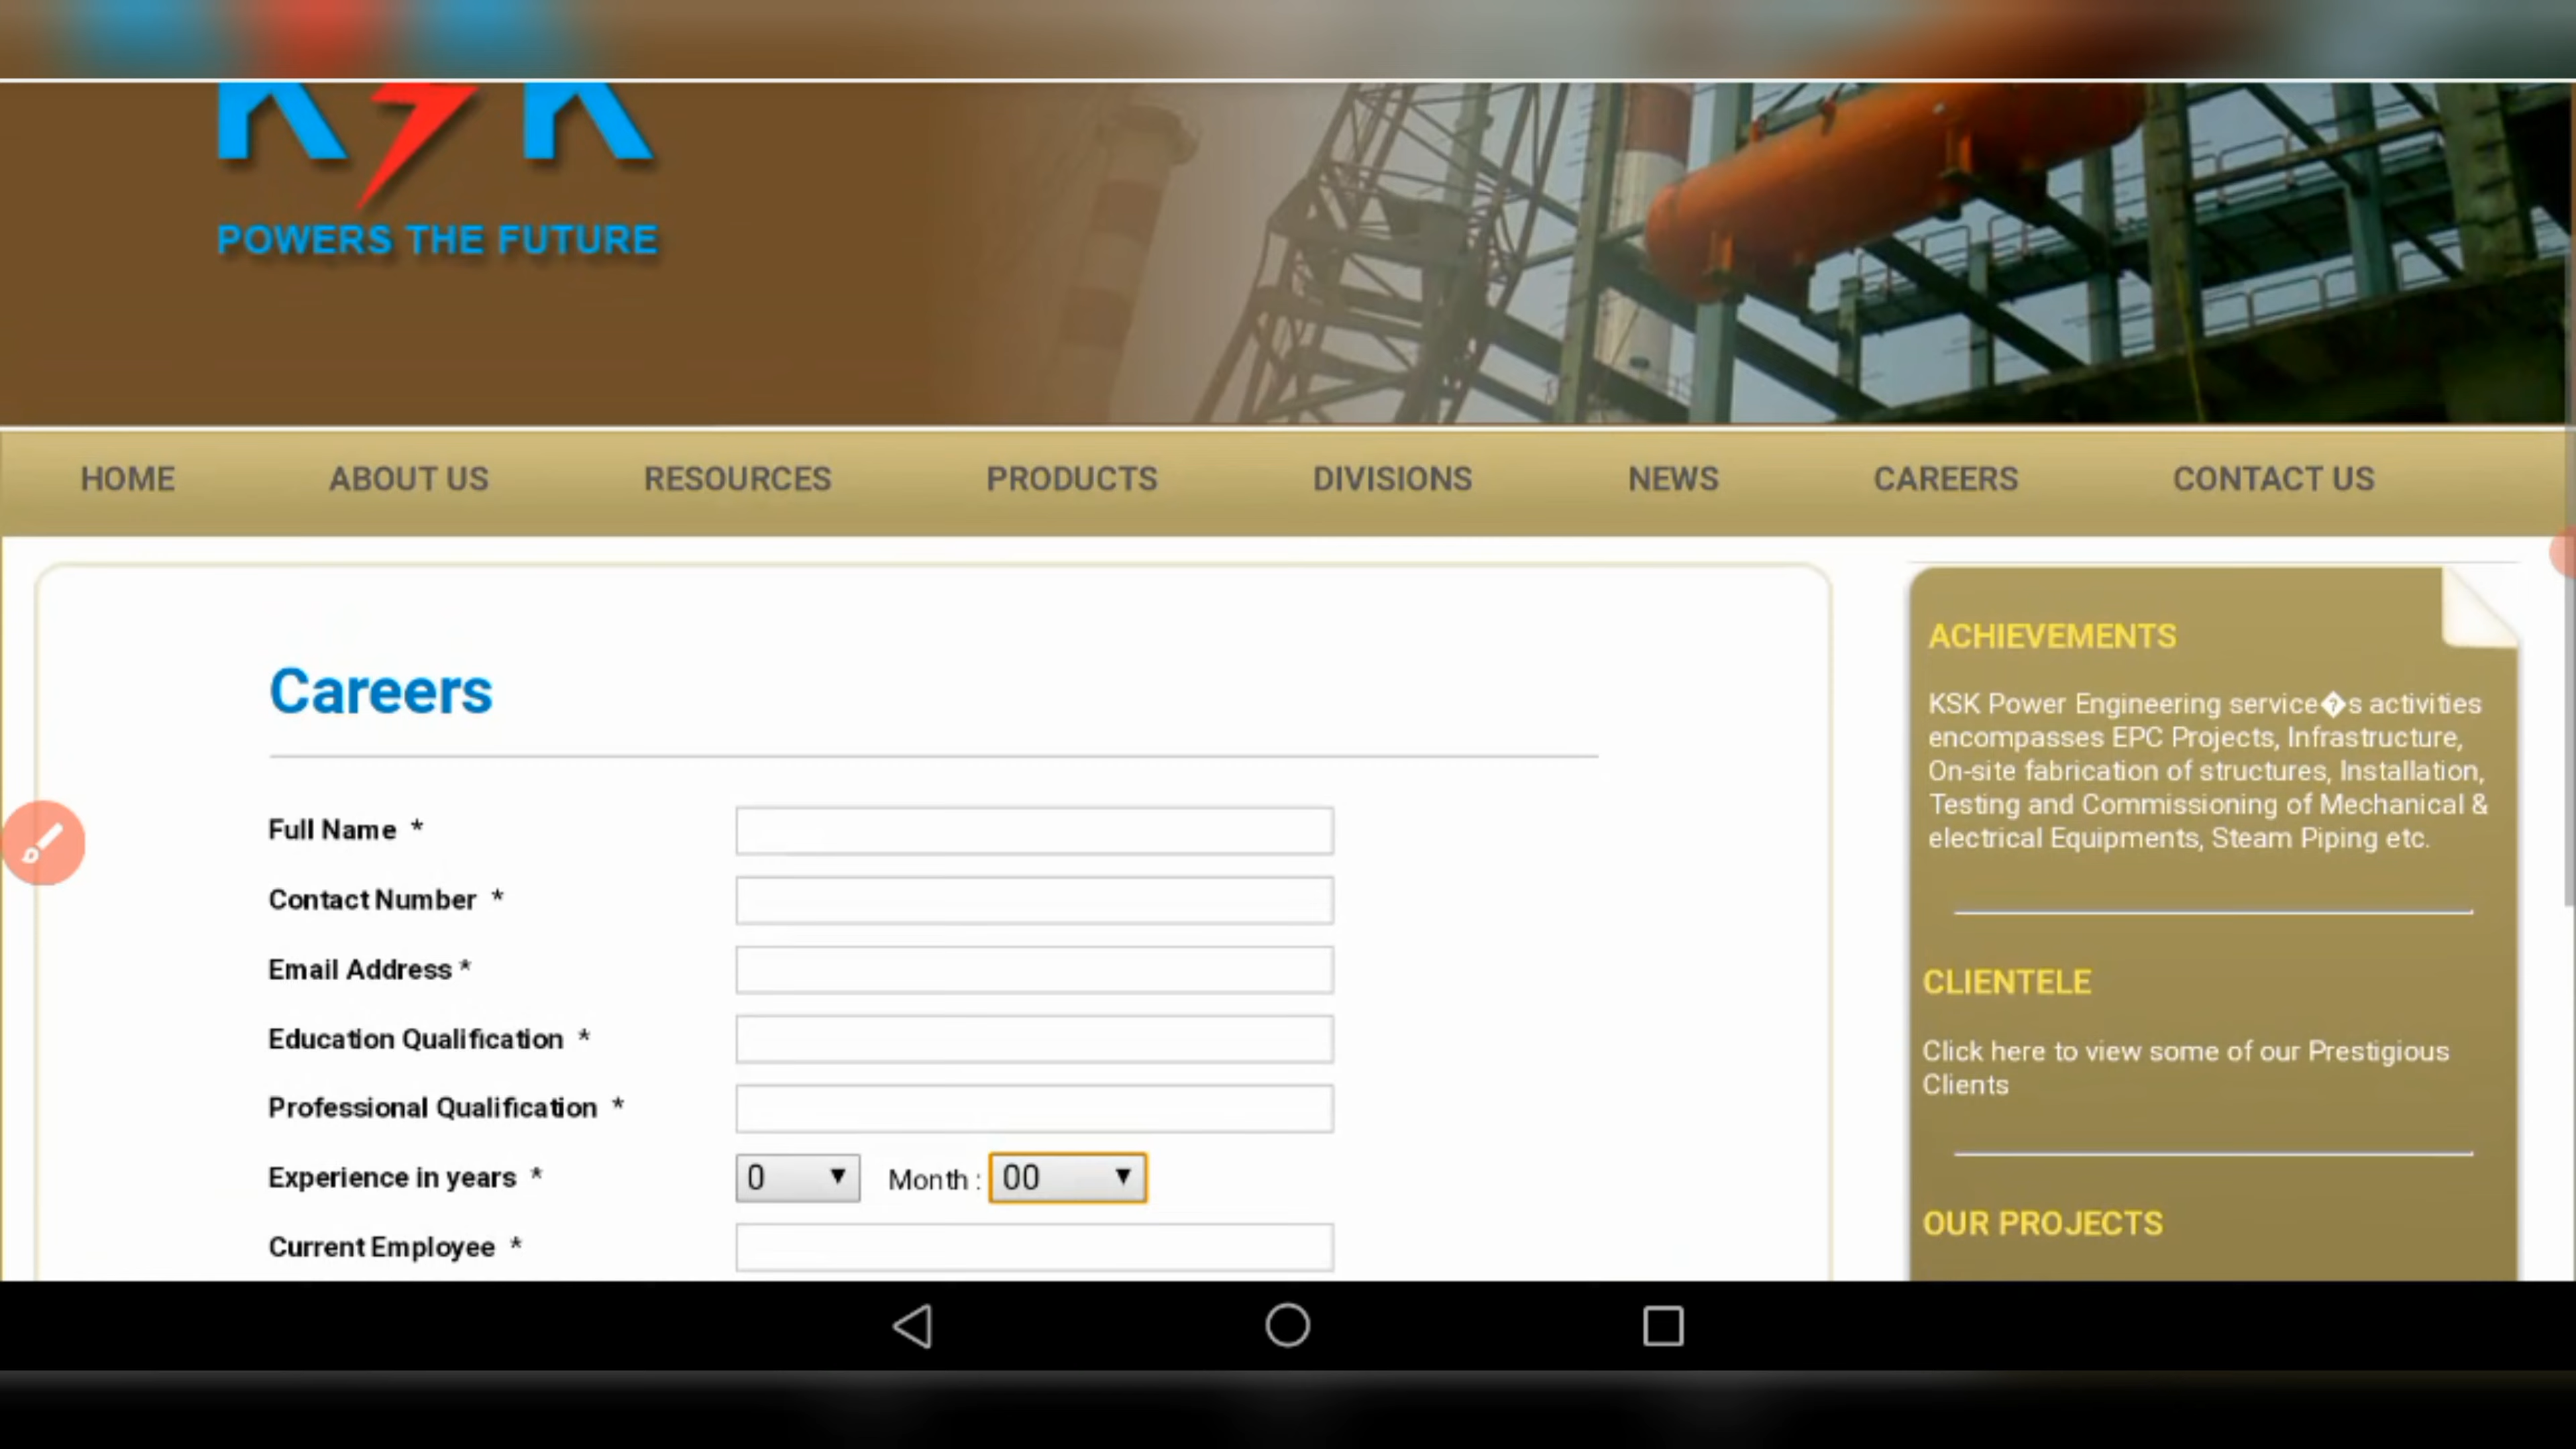 KSK
POWERS THE FUTURE
HOME ABOUT US RESOURCES PRODUCTS DIVISIONS NEWS CAREERS CONTACT US
Careers
Full Name *
Contact Number *
Email Address *
Education Qualification *
Professional Qualification *
Experience in years * 0 Month : 00
Current Employee *
ACHIEVEMENTS
KSK Power Engineering service�s activities
encompasses EPC Projects, Infrastructure,
On-site fabrication of structures, Installation,
Testing and Commissioning of Mechanical &
electrical Equipments, Steam Piping etc.
CLIENTELE
Click here to view some of our Prestigious
Clients
OUR PROJECTS